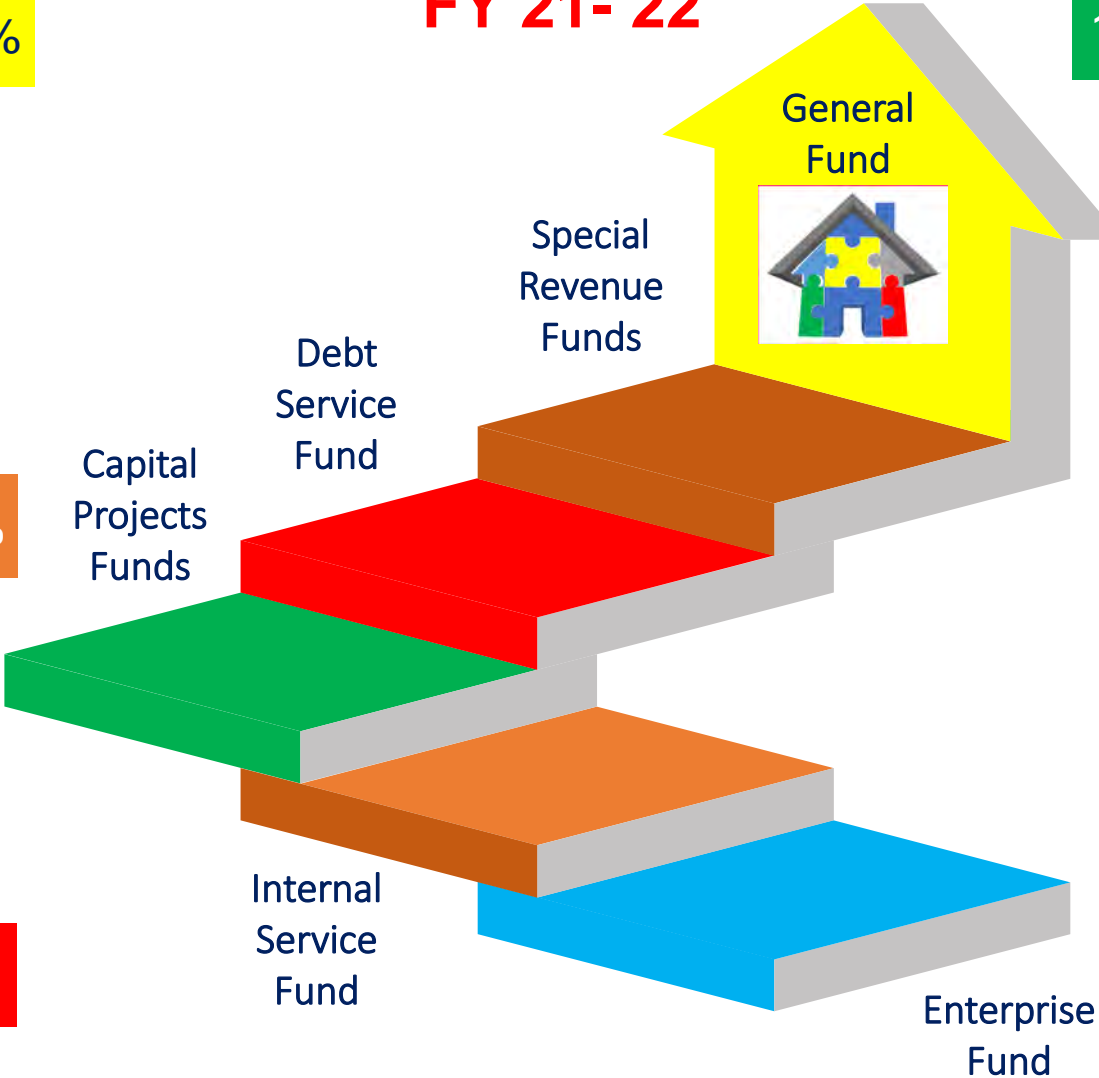 %
FY 21- 22
General
Fund
Special
Revenue
Funds
Debt
Service
Fund
Capital
Projects
Funds
Internal
Service
Fund
Enterprise
Fund